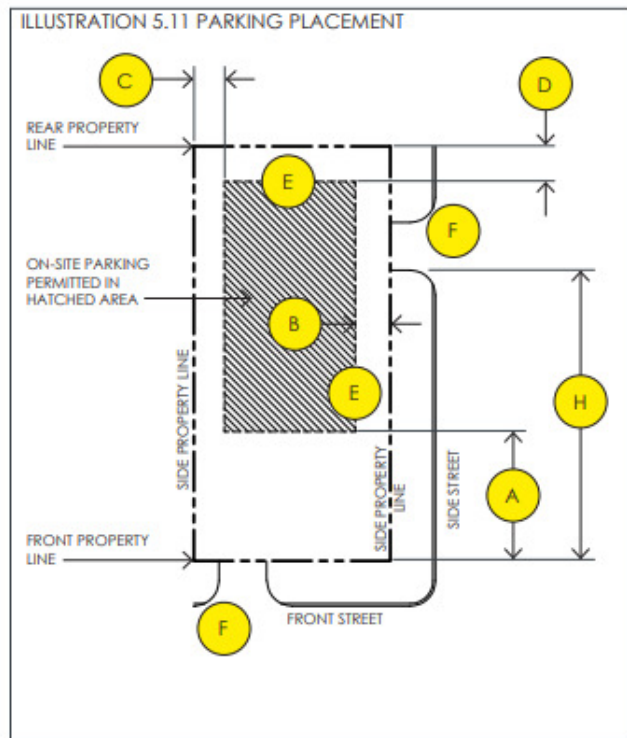 ILLUSTRATION 5.11 PARKING PLACEMENT
C
D
REAR PROPERTY
LINE
E
F
ON-SITE PARKING
PERMITTED IN
HATCHED AREA
B
E
H
SIDE PROPERTY LINE
SIDE PROPERTY
LINE
SIDE STREET
A
FRONT PROPERTY
LINE
F
FRONT STREET